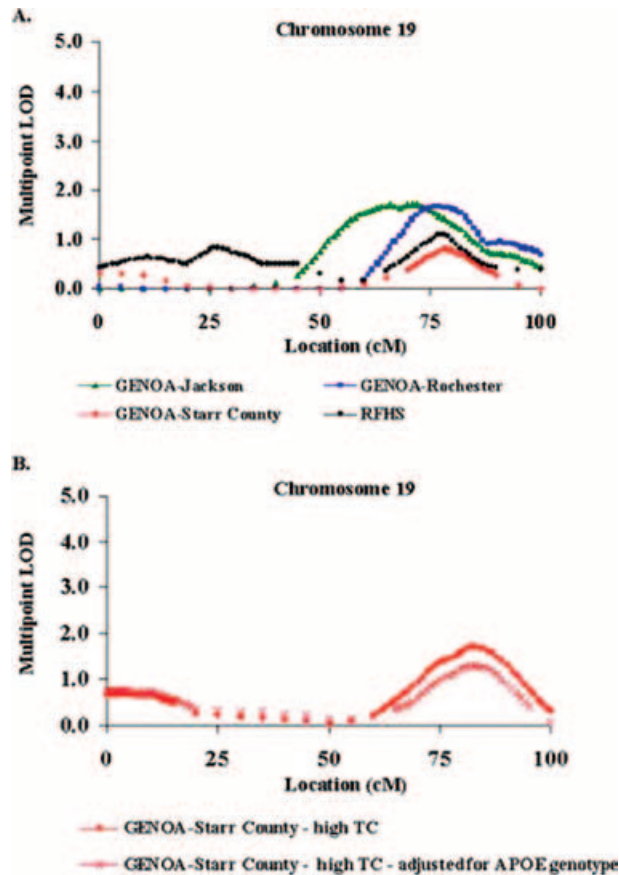 A.
Chromosome 19
5.0
4.0
3.0
2.0
1.0
0.0
Multipoint LOD
0 25 50 75 100
Location (cM)
GENOA-Jackson GENOA-Rochester
GENOA-Starr County RFHS
B.
Chromosome 19
5.0
4.0
3.0
2.0
1.0
0.0
Multipoint LOD
0 25 50 75 100
Location (cM)
GENOA-Starr County - high TC
GENOA-Starr County - high TC - adjusted for APOE genotype